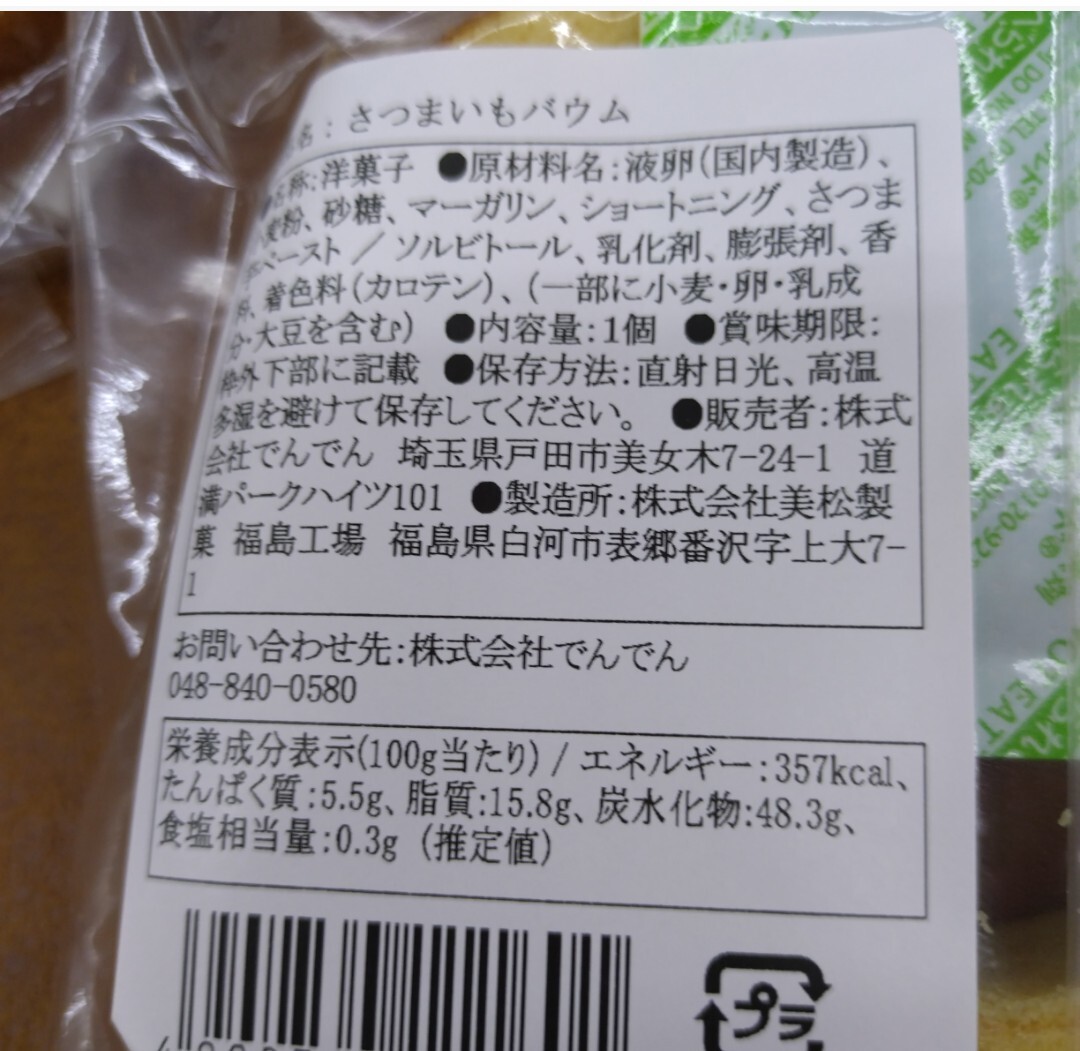 名: さつまいもバウム
名称:洋菓子 ●原材料名:液卵(国内製造)、
麦粉、砂糖、マーガリン、ショートニング、さつま
ペースト / ソルビトール、乳化剤、膨張剤、香
料、着色料(カロテン)、(一部に小麦・卵・乳成
分・大豆を含む) ●内容量:1個 ●賞味期限:
枠外下部に記載 ●保存方法:直射日光、高温
多湿を避けて保存してください。 ●販売者:株式
会社でんでん 埼玉県戸田市美女木7-24-1 道
満パークハイツ101 ●製造所:株式会社美松製
菓 福島工場 福島県白河市表郷番沢字上大7-
1
お問い合わせ先:株式会社でんでん
048-840-0580
栄養成分表示(100g当たり) / エネルギー:357kcal、
たんぱく質:5.5g、脂質:15.8g、炭水化物:48.3g、
食塩相当量:0.3g (推定値)
プラ